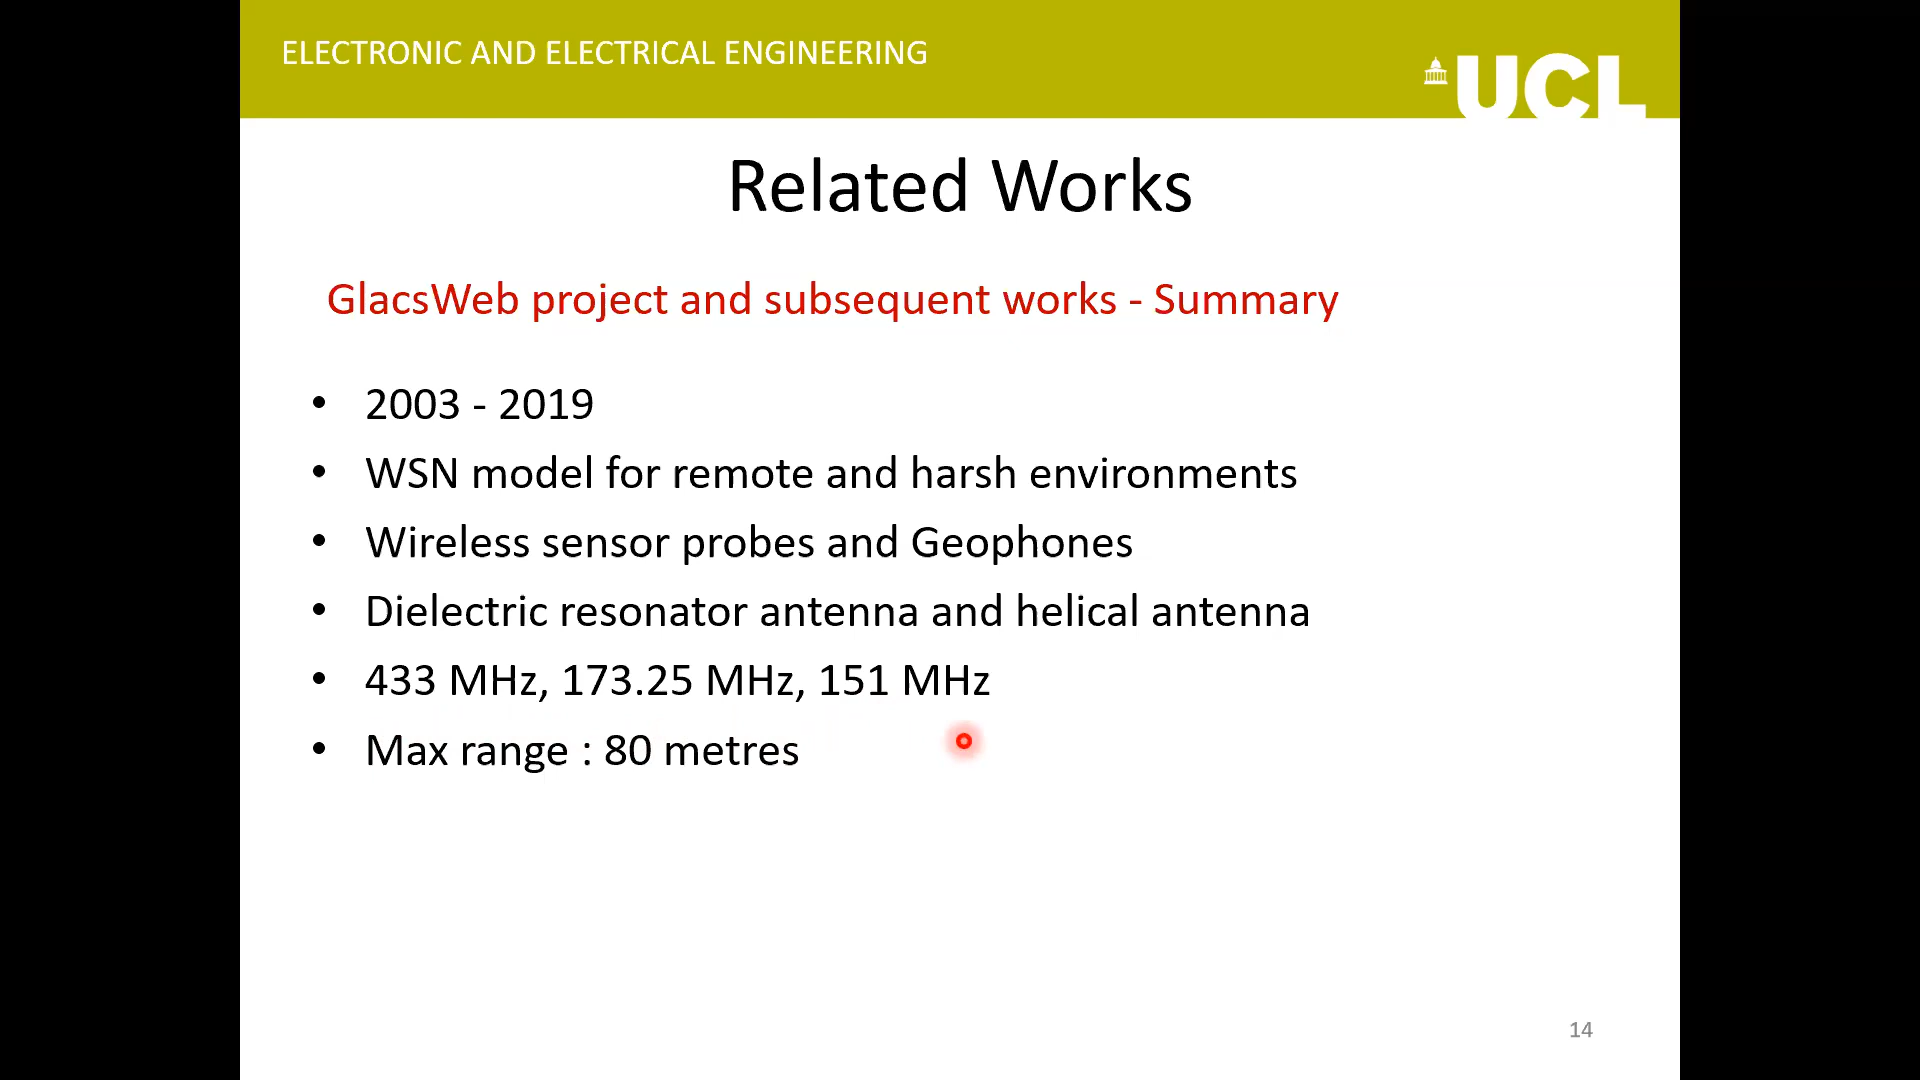 ELECTRONIC AND ELECTRICAL ENGINEERING
UCL
Related Works
GlacsWeb project and subsequent works - Summary
• 2003 - 2019
• WSN model for remote and harsh environments
• Wireless sensor probes and Geophones
• Dielectric resonator antenna and helical antenna
• 433 MHz, 173.25 MHz, 151 MHz
• Max range : 80 metres
14